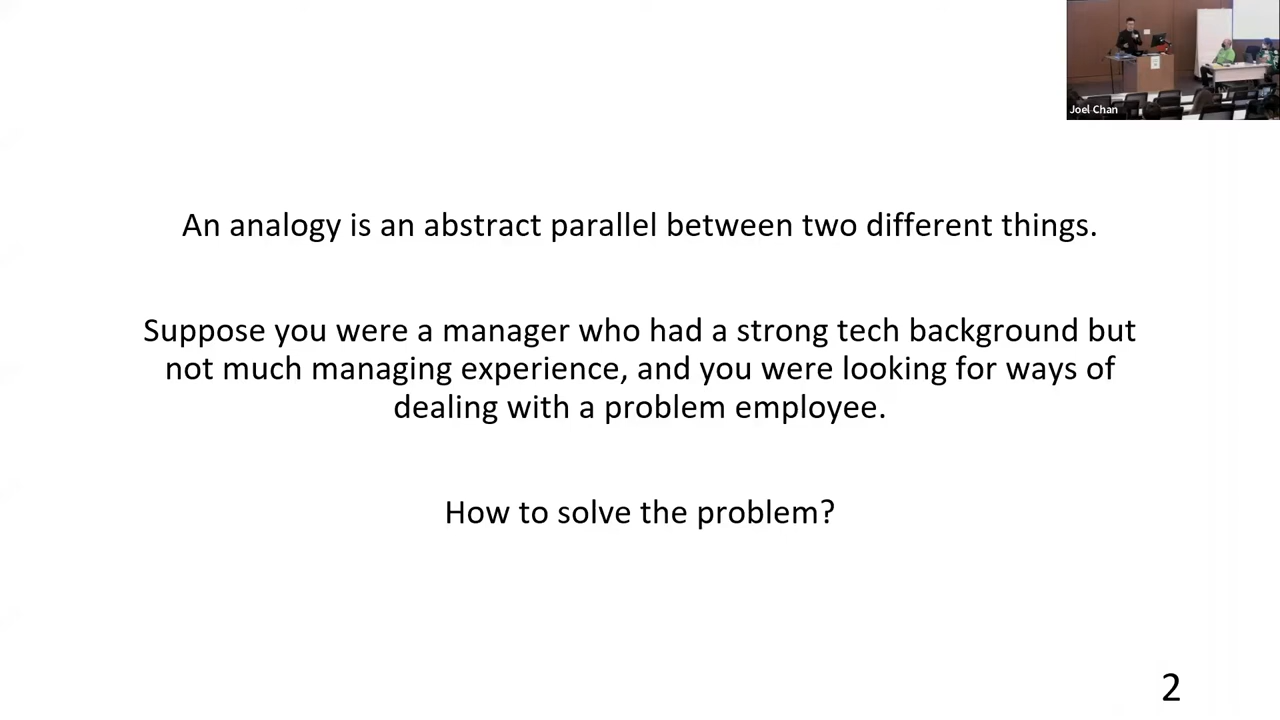 Joel Chan
An analogy is an abstract parallel between two different things.
Suppose you were a manager who had a strong tech background but
not much managing experience, and you were looking for ways of
dealing with a problem employee.
How to solve the problem?
2